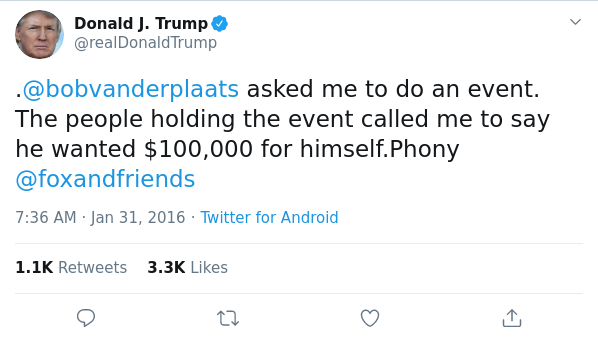 Donald J. Trump
@realDonaldTrump
.@bobvanderplaats asked me to do an event.
The people holding the event called me to say
he wanted $100,000 for himself.Phony
@foxandfriends
7:36 AM · Jan 31, 2016 · Twitter for Android
1.1K Retweets 3.3K Likes